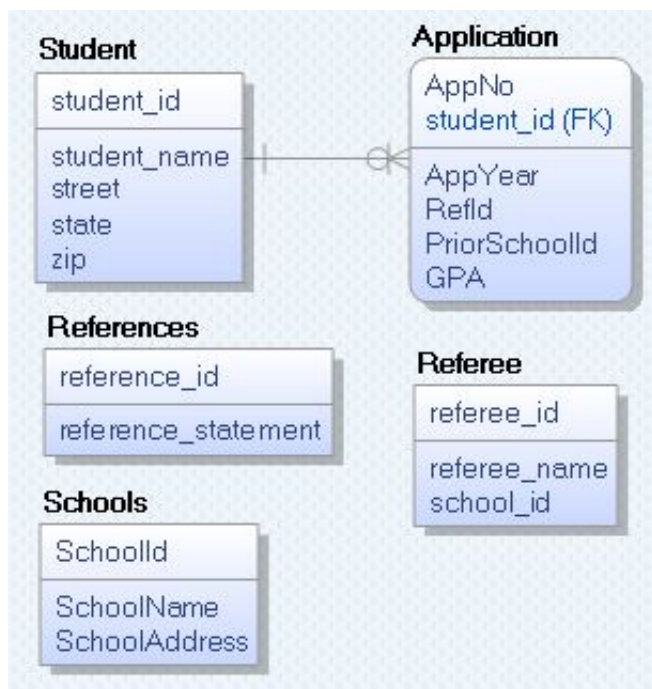 Student
student_id
student_name
street
state
zip
Application
AppNo
student_id (FK)
AppYear
RefId
PriorSchoolId
GPA
References
reference_id
reference_statement
Referee
referee_id
referee_name
school_id
Schools
SchoolId
SchoolName
SchoolAddress